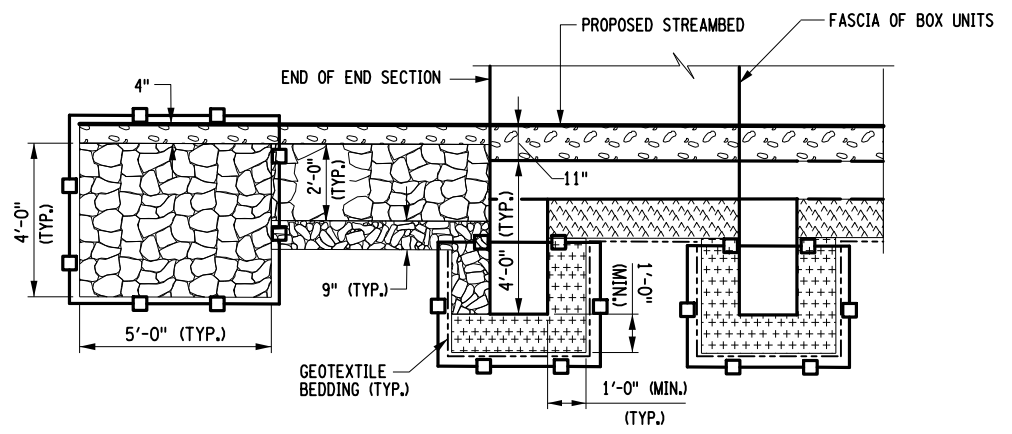 PROPOSED STREAMBED
FASCIA OF BOX UNITS
END OF END SECTION
4"
4'-0"
(TYP.)
2'-0"
(TYP.)
11"
4'-0" (TYP.)
9" (TYP.)
1'-0"
(MIN.)
5'-0" (TYP.)
GEOTEXTILE
BEDDING (TYP.)
1'-0" (MIN.)
(TYP.)